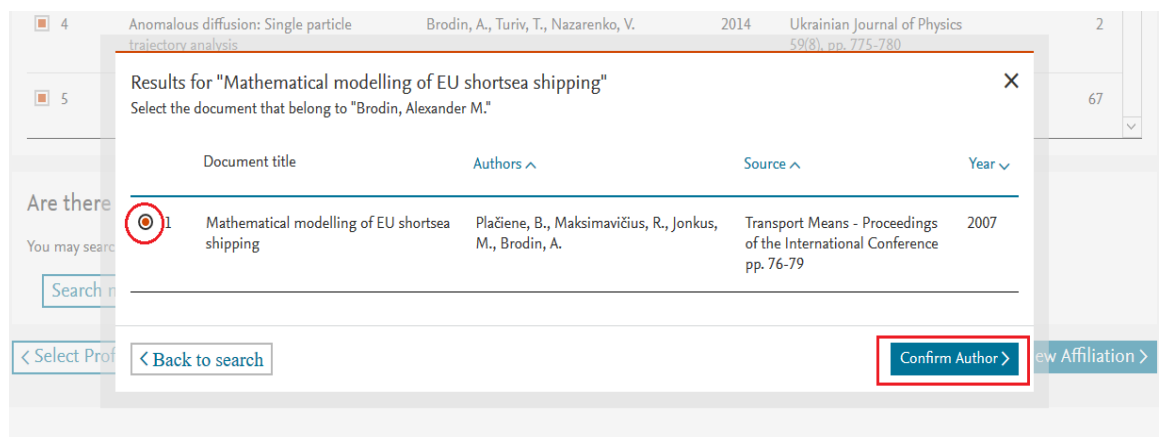 4 Anomalous diffusion: Single particle Brodin, A., Turiv, T., Nazarenko, V. 2014 Ukrainian Journal of Physics 2
trajectory analysis 59(8), pp. 775-780
Results for "Mathematical modelling of EU shortsea shipping"
Select the document that belong to "Brodin, Alexander M."
5 67
Document title Authors Source Year
Are there
1 Mathematical modelling of EU shortsea Plačiene, B., Maksimavičius, R., Jonkus, Transport Means - Proceedings 2007
shipping M., Brodin, A. of the International Conference
pp. 76-79
You may searc
Search
< Select Prof < Back to search Confirm Author > ew Affiliation >